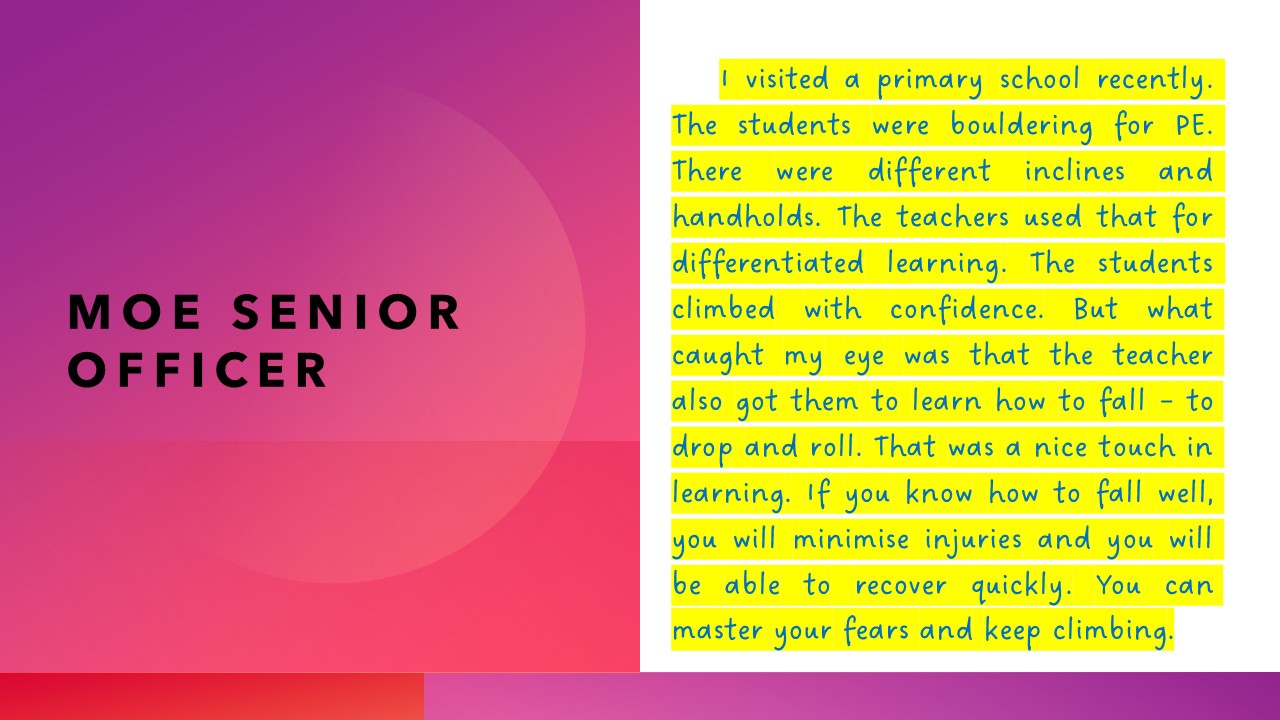 MOE SENIOR
OFFICER
I visited a primary school recently.
The students were bouldering for PE.
There were different inclines and
handholds. The teachers used that for
differentiated learning. The students
climbed with confidence. But what
caught my eye was that the teacher
also got them to learn how to fall – to
drop and roll. That was a nice touch in
learning. If you know how to fall well,
you will minimise injuries and you will
be able to recover quickly. You can
master your fears and keep climbing.